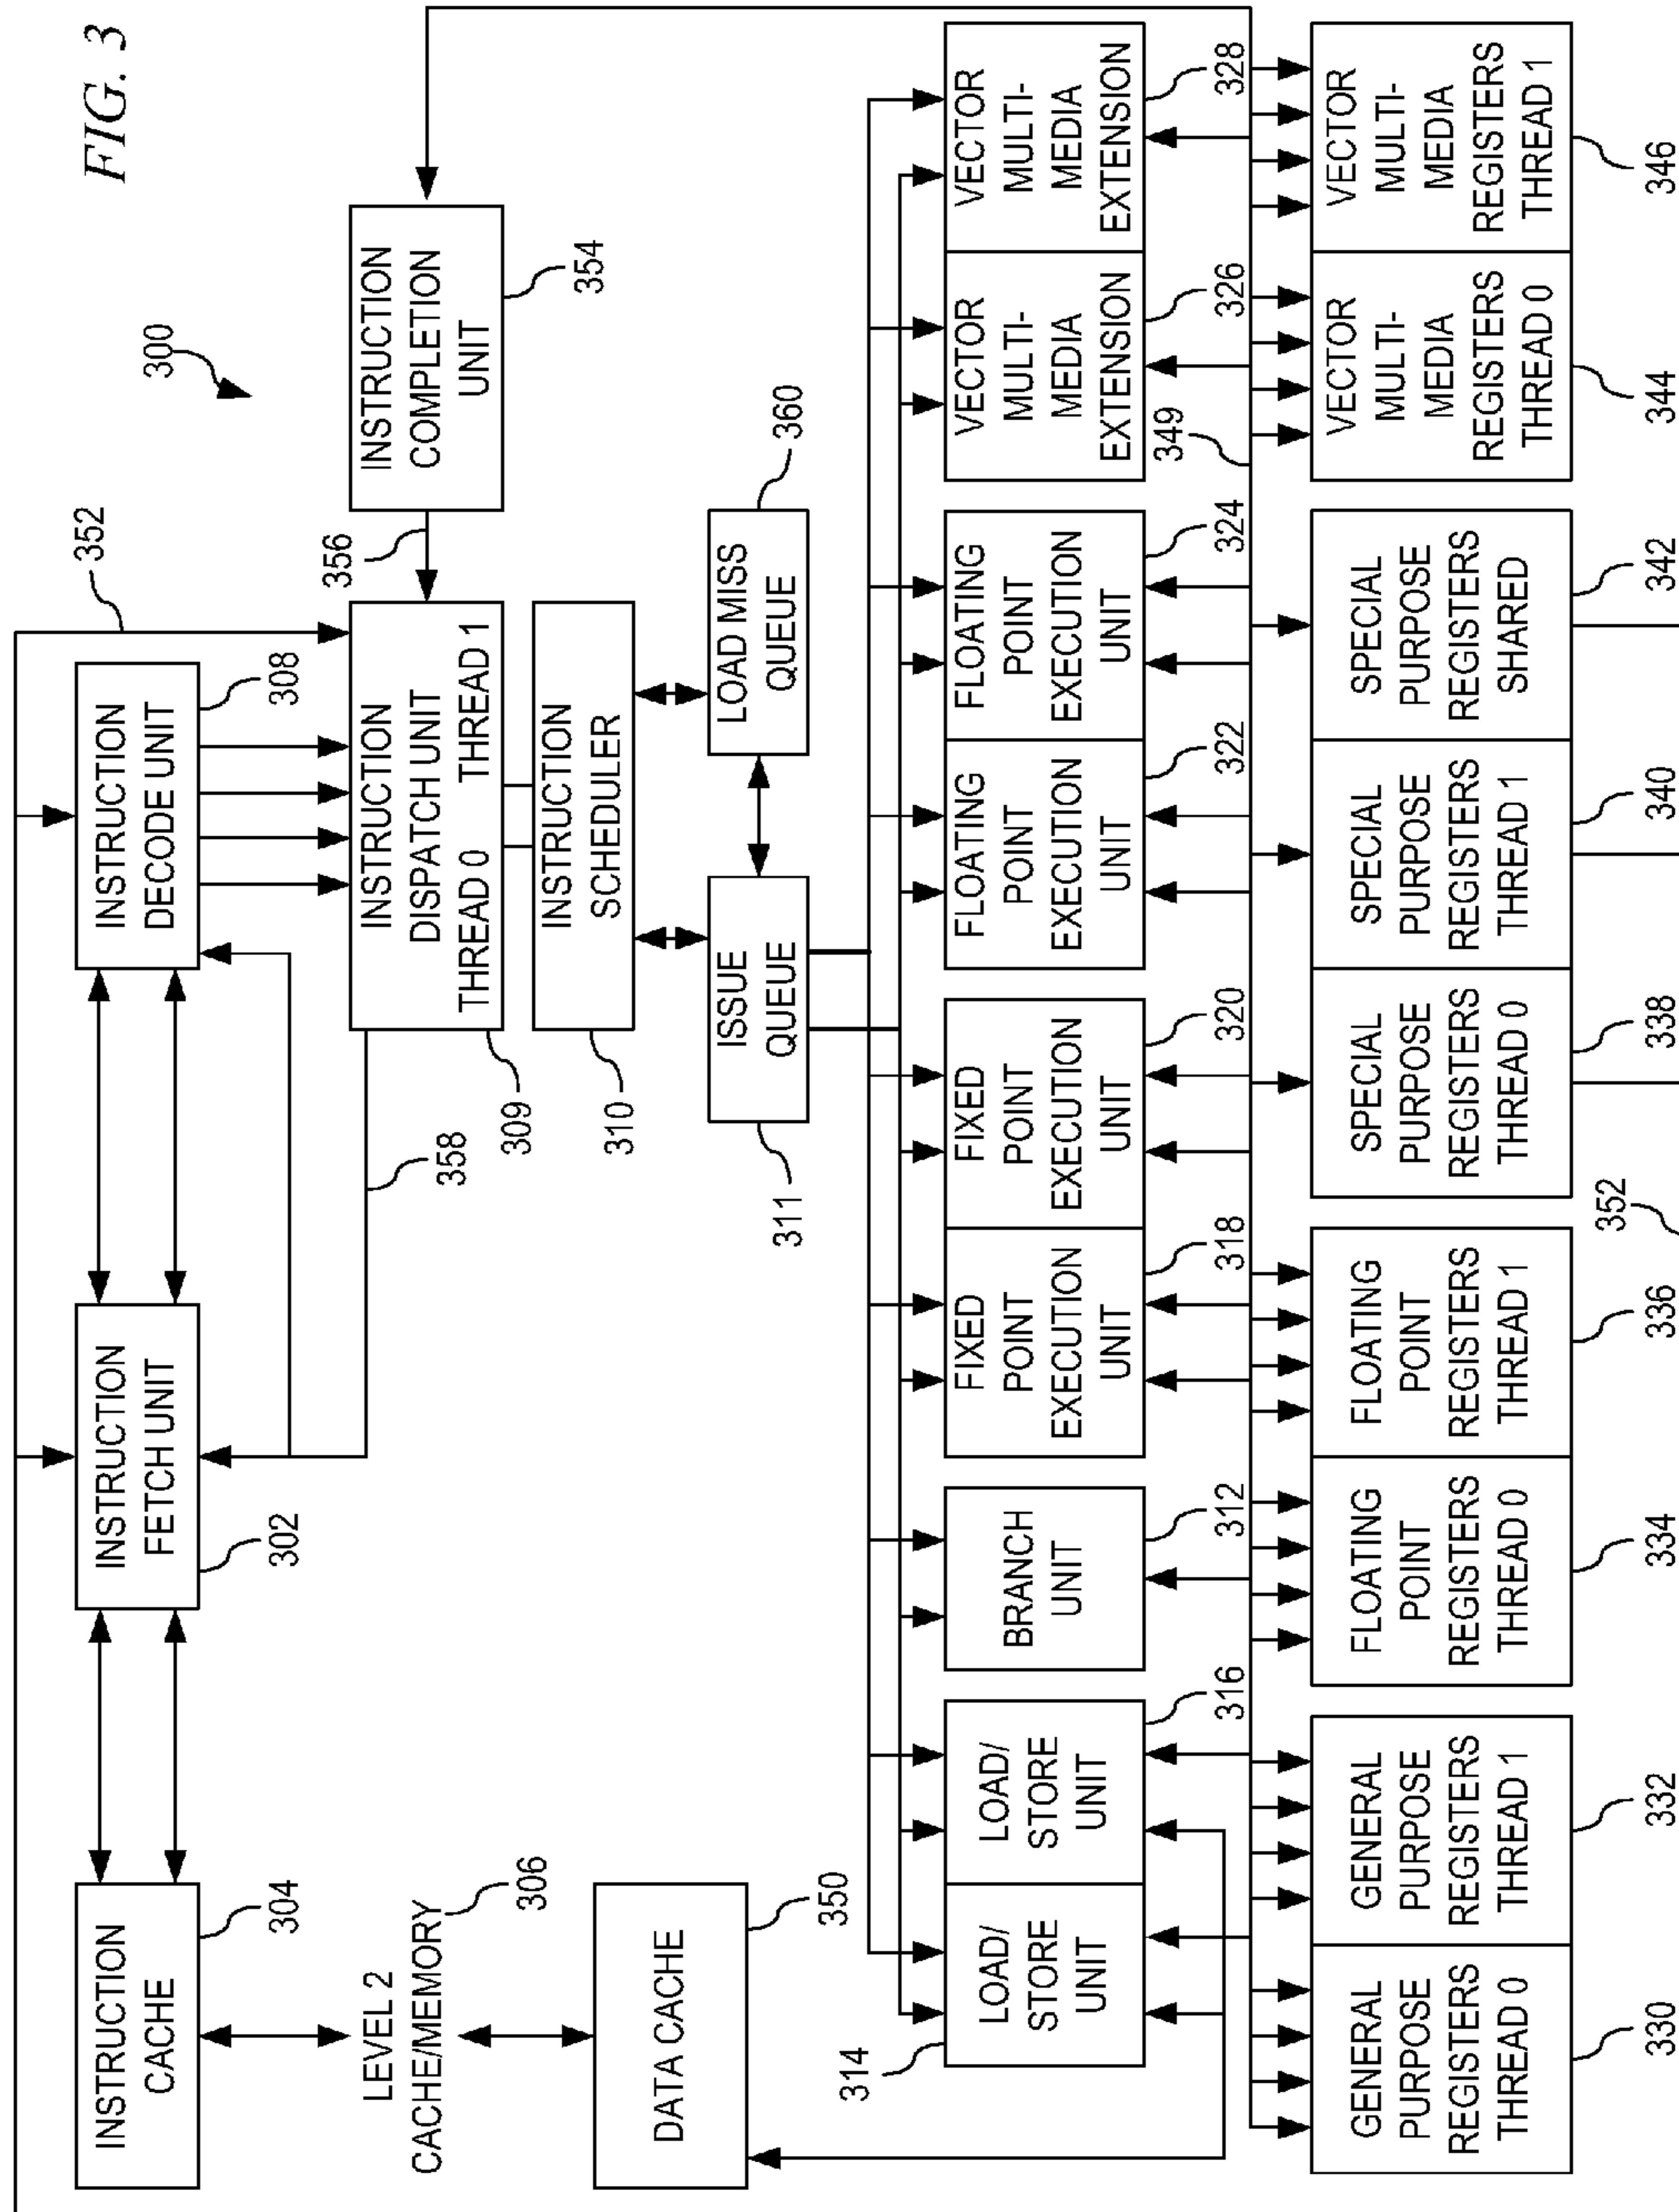 FIG. 3
300
INSTRUCTION
CACHE
304
INSTRUCTION
FETCH UNIT
302
INSTRUCTION
DECODE UNIT
308
352
LEVEL 2
CACHE/MEMORY
306
358
INSTRUCTION
DISPATCH UNIT
THREAD 0 THREAD 1
309
356
INSTRUCTION
COMPLETION
UNIT
354
INSTRUCTION
SCHEDULER
310
DATA CACHE
350
ISSUE
QUEUE
311
LOAD MISS
QUEUE
360
314
LOAD/
STORE
UNIT
LOAD/
STORE
UNIT
316
BRANCH
UNIT
312
FIXED
POINT
EXECUTION
UNIT
318
FIXED
POINT
EXECUTION
UNIT
320
FLOATING
POINT
EXECUTION
UNIT
322
FLOATING
POINT
EXECUTION
UNIT
324
VECTOR
MULTI-
MEDIA
EXTENSION
326
VECTOR
MULTI-
MEDIA
EXTENSION
328
349
GENERAL
PURPOSE
REGISTERS
THREAD 0
330
GENERAL
PURPOSE
REGISTERS
THREAD 1
332
FLOATING
POINT
REGISTERS
THREAD 0
334
FLOATING
POINT
REGISTERS
THREAD 1
336
352
SPECIAL
PURPOSE
REGISTERS
THREAD 0
338
SPECIAL
PURPOSE
REGISTERS
THREAD 1
340
SPECIAL
PURPOSE
REGISTERS
SHARED
342
VECTOR
MULTI-
MEDIA
REGISTERS
THREAD 0
344
VECTOR
MULTI-
MEDIA
REGISTERS
THREAD 1
346